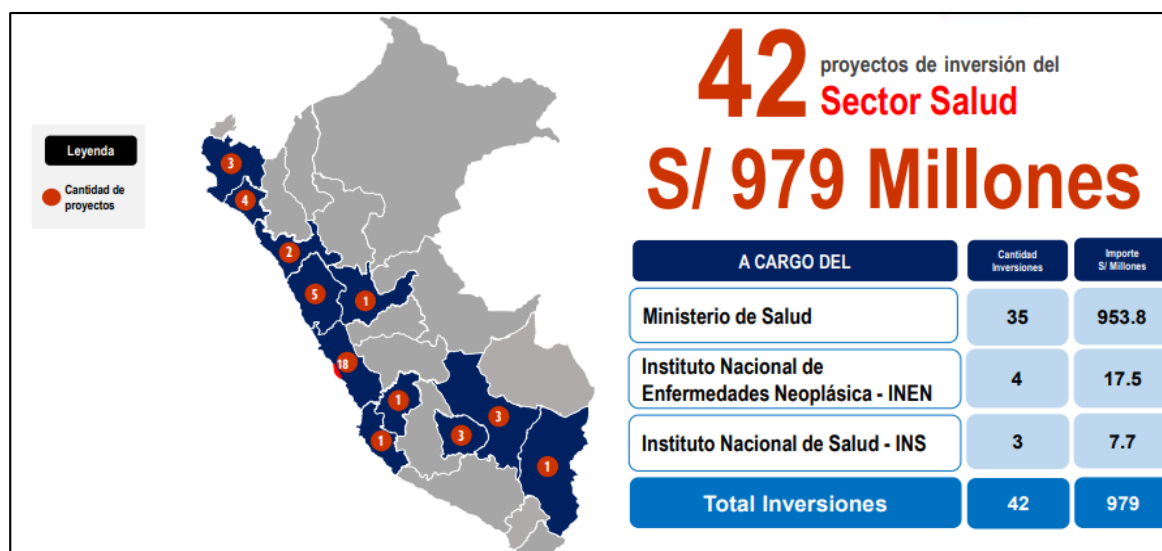 42 proyectos de inversión del
Sector Salud
S/ 979 Millones
Leyenda
Cantidad de
proyectos
3
4
2
5
1
18
1
1
3
3
1
A CARGO DEL
Cantidad
Inversiones
Importe
S/ Millones
Ministerio de Salud
35
953.8
Instituto Nacional de
Enfermedades Neoplásica - INEN
4
17.5
Instituto Nacional de Salud - INS
3
7.7
Total Inversiones
42
979